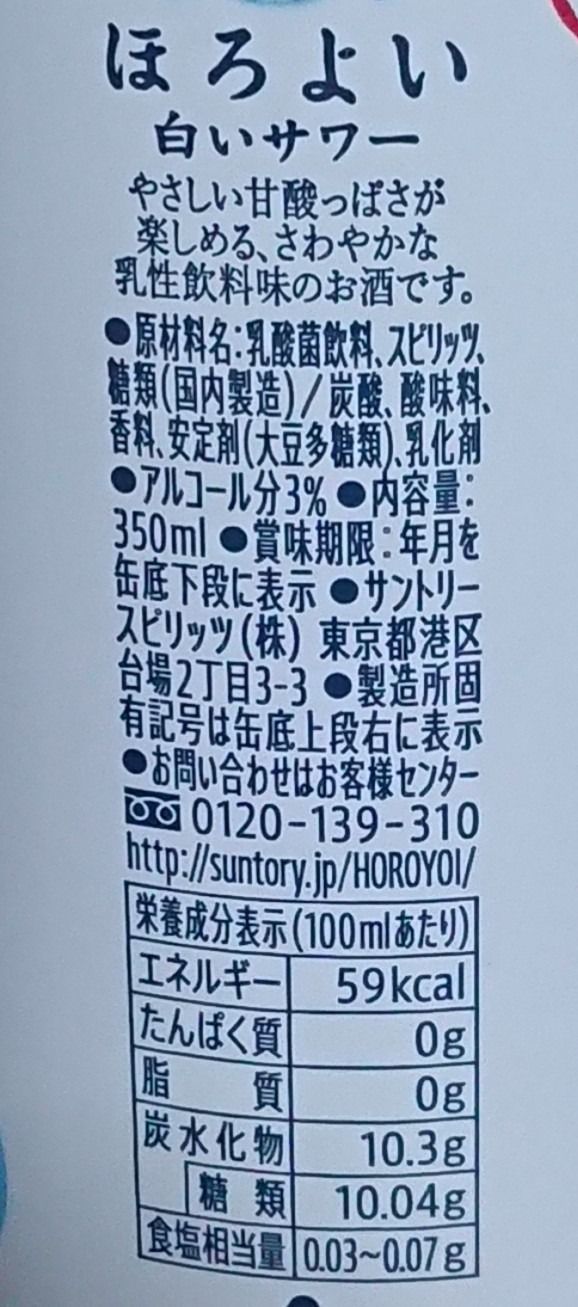 ほろよい
白いサワー
やさしい甘酸っぱさが
楽しめる、さわやかな
乳性飲料味のお酒です。
●原材料名:乳酸菌飲料、スピリッツ、
糖類(国内製造)/炭酸、酸味料、
香料、安定剤(大豆多糖類)、乳化剤
●アルコール分3% ●内容量:
350ml ●賞味期限:年月を
缶底下段に表示 ●サントリー
スピリッツ(株) 東京都港区
台場2丁目3-3 ●製造所固
有記号は缶底上段右に表示
●お問い合わせはお客様センター
0120-139-310
http://suntory.jp/HOROYOI/
栄養成分表示(100mlあたり)
エネルギー 59kcal
たんぱく質 0g
脂質 0g
炭水化物 10.3g
糖類 10.04g
食塩相当量 0.03~0.07g